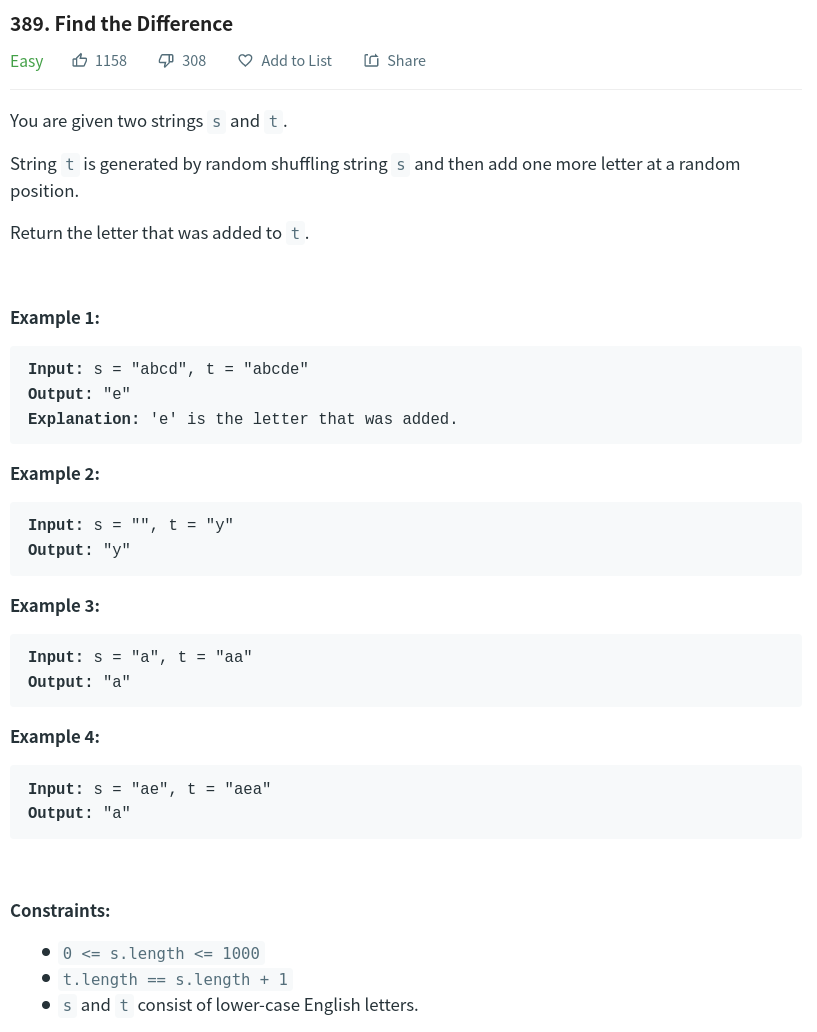 389. Find the Difference
Easy 1158 308 Add to List Share
You are given two strings s and t.
String t is generated by random shuffling string s and then add one more letter at a random
position.
Return the letter that was added to t.
Example 1:
Input: s = "abcd", t = "abcde"
Output: "e"
Explanation: 'e' is the letter that was added.
Example 2:
Input: s = "", t = "y"
Output: "y"
Example 3:
Input: s = "a", t = "aa"
Output: "a"
Example 4:
Input: s = "ae", t = "aea"
Output: "a"
Constraints:
• 0 <= s.length <= 1000
• t.length == s.length + 1
• s and t consist of lower-case English letters.